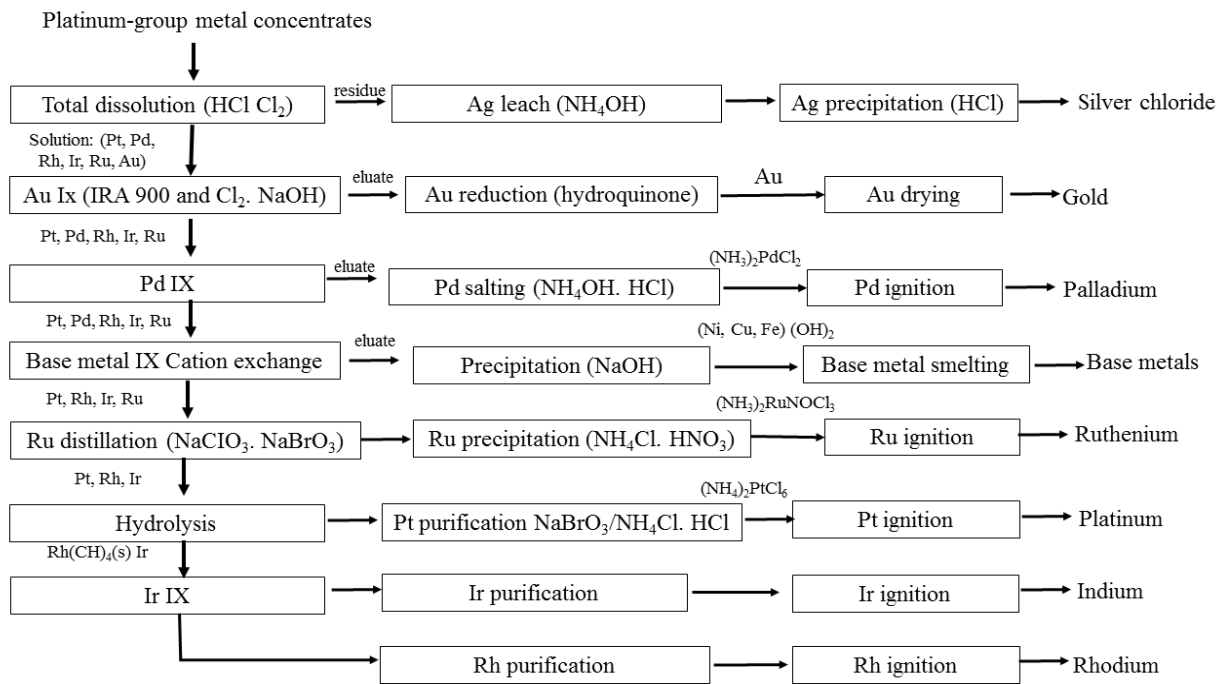 Platinum-group metal concentrates
Total dissolution (HCl Cl₂)
residue
Ag leach (NH₄OH)
Ag precipitation (HCl)
Silver chloride
Solution: (Pt, Pd,
Rh, Ir, Ru, Au)
Au Ix (IRA 900 and Cl₂. NaOH)
eluate
Au reduction (hydroquinone)
Au
Au drying
Gold
Pt, Pd, Rh, Ir, Ru
Pd IX
eluate
Pd salting (NH₄OH. HCl)
(NH₃)₂PdCl₂
Pd ignition
Palladium
Pt, Pd, Rh, Ir, Ru
Base metal IX Cation exchange
eluate
Precipitation (NaOH)
(Ni, Cu, Fe) (OH)₂
Base metal smelting
Base metals
Pt, Rh, Ir, Ru
Ru distillation (NaCIO₃. NaBrO₃)
Ru precipitation (NH₄Cl. HNO₃)
(NH₃)₂RuNOCl₃
Ru ignition
Ruthenium
Pt, Rh, Ir
Hydrolysis
Pt purification NaBrO₃/NH₄Cl. HCl
(NH₄)₂PtCl₆
Pt ignition
Platinum
Rh(CH)₄(s) Ir
Ir IX
Ir purification
Ir ignition
Indium
Rh purification
Rh ignition
Rhodium